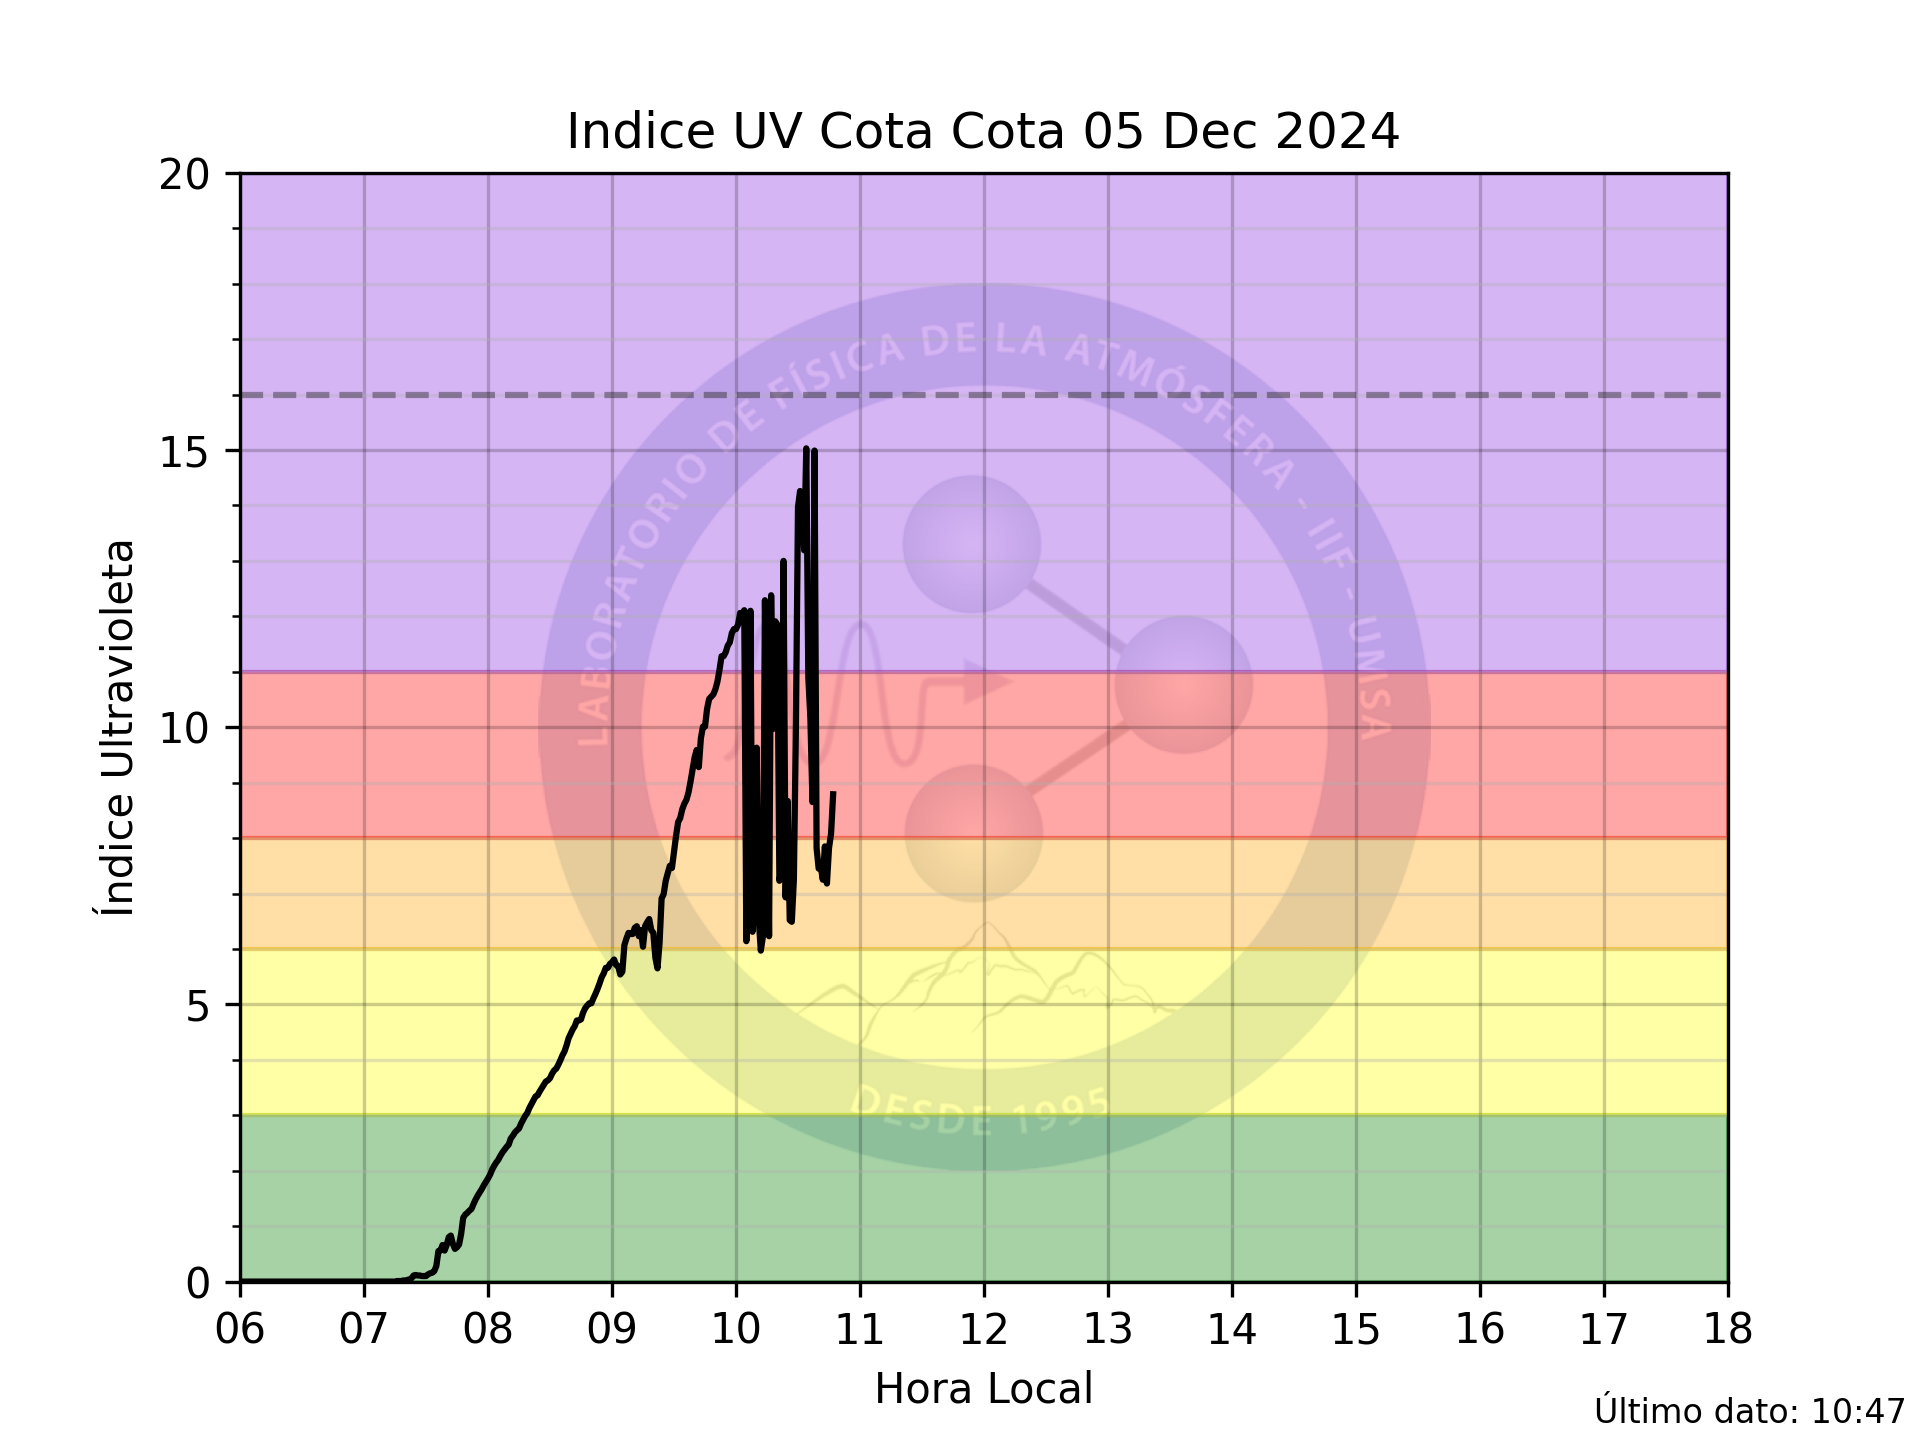 Indice UV Cota Cota 05 Dec 2024
20
15
10
5
0
Índice Ultravioleta
LABORATORIO DE FÍSICA DE LA ATMÓSFERA - IIF - UMSA
DESDE 1995
06 07 08 09 10 11 12 13 14 15 16 17 18
Hora Local
Último dato: 10:47